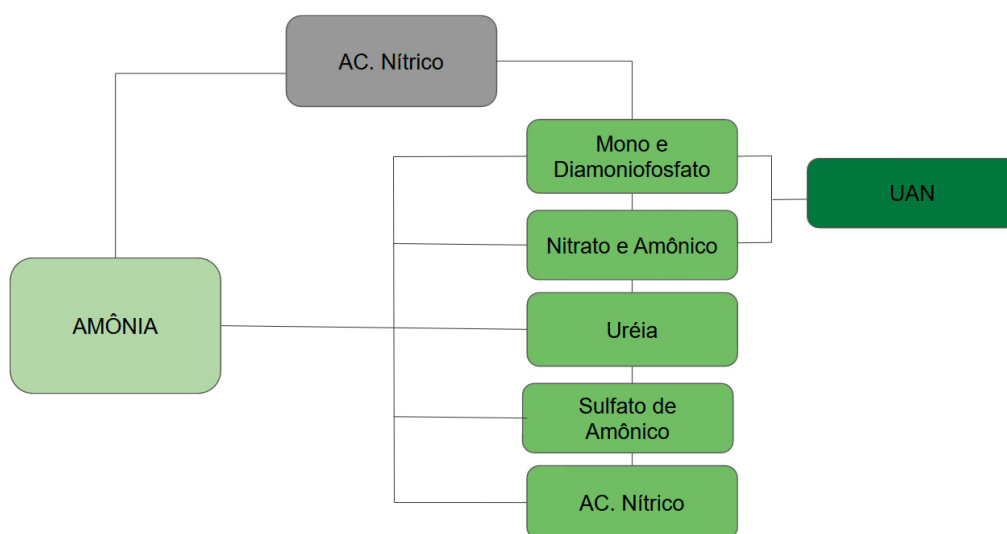 AC. Nítrico
Mono e
Diamoniofosfato
UAN
Nitrato e Amônico
AMÔNIA
Uréia
Sulfato de
Amônico
AC. Nítrico